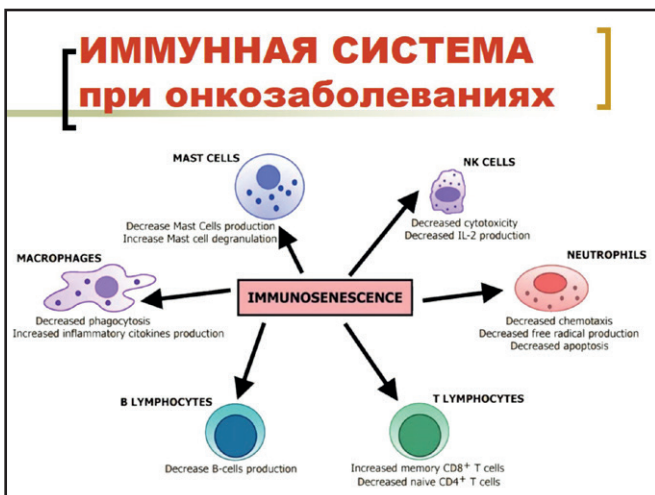 ИММУННАЯ СИСТЕМА
при онкозаболеваниях
MAST CELLS
Decrease Mast Cells production
Increase Mast cell degranulation
NK CELLS
Decreased cytotoxicity
Decreased IL-2 production
MACROPHAGES
Decreased phagocytosis
Increased inflammatory citokines production
IMMUNOSENESCENCE
NEUTROPHILS
Decreased chemotaxis
Decreased free radical production
Decreased apoptosis
B LYMPHOCYTES
Decrease B-cells production
T LYMPHOCYTES
Increased memory CD8⁺ T cells
Decreased naive CD4⁺ T cells